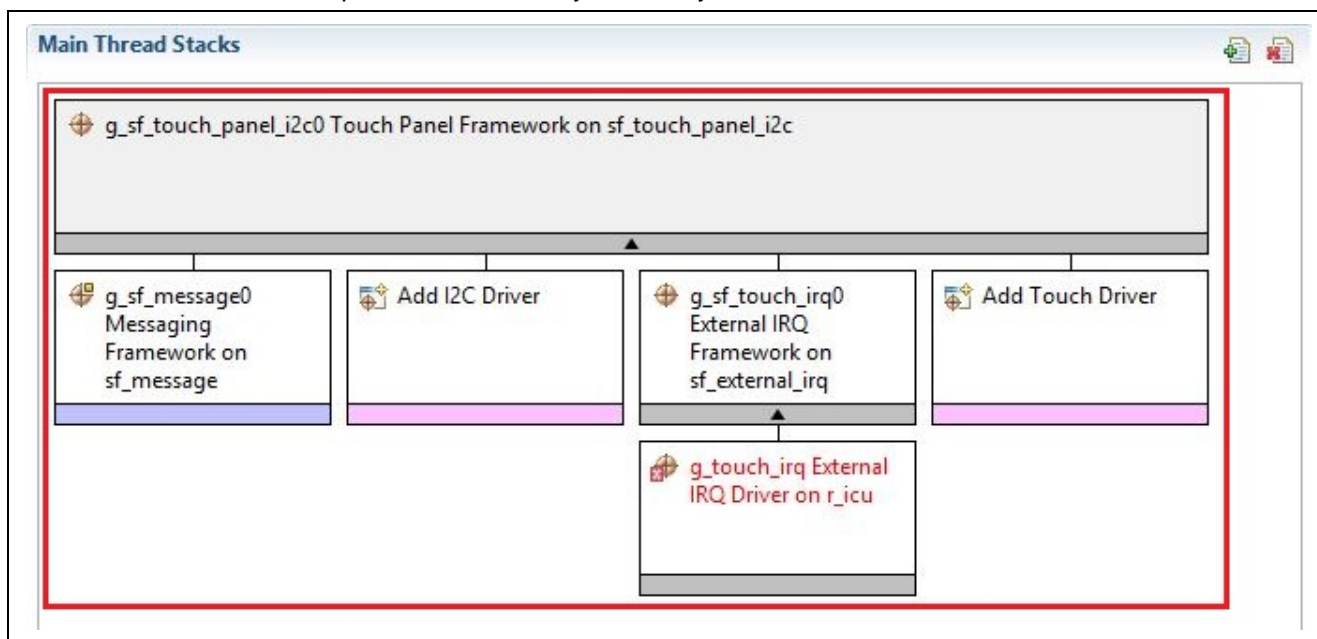 Main Thread Stacks
g_sf_touch_panel_i2c0 Touch Panel Framework on sf_touch_panel_i2c
g_sf_message0
Messaging
Framework on
sf_message
Add I2C Driver
g_sf_touch_irq0
External IRQ
Framework on
sf_external_irq
Add Touch Driver
g_touch_irq External
IRQ Driver on r_icu